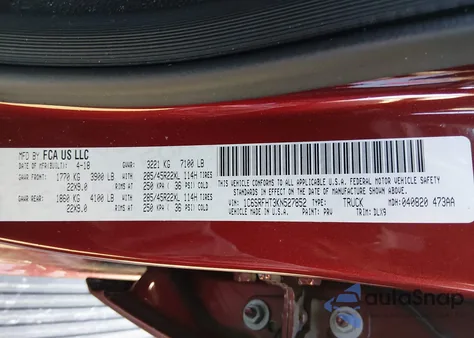 MFD BY FCA US LLC
DATE OF MFR/BUILT(V) 4-18 GVWR: 3221 KG 7100 LB
GAWR FRONT: 1770 KG 3900 LB WITH 285/45R22XL 114H TIRES
22X9.0 RIMS 250 KPA ( 36 PSI) COLD
GAWR REAR: 1860 KG 4100 LB WITH 285/45R22XL 114H TIRES
22X9.0 RIMS 250 KPA ( 36 PSI) COLD
THIS VEHICLE CONFORMS TO ALL APPLICABLE U.S. FEDERAL MOTOR VEHICLE SAFETY
STANDARDS IN EFFECT ON THE DATE OF MANUFACTURE SHOWN ABOVE.
VIN: 1C6SRFHT3KN527852 TYPE: TRUCK MDH: 040820 473AA
PAINT: PRV TRIM: DLX9
autoSnap